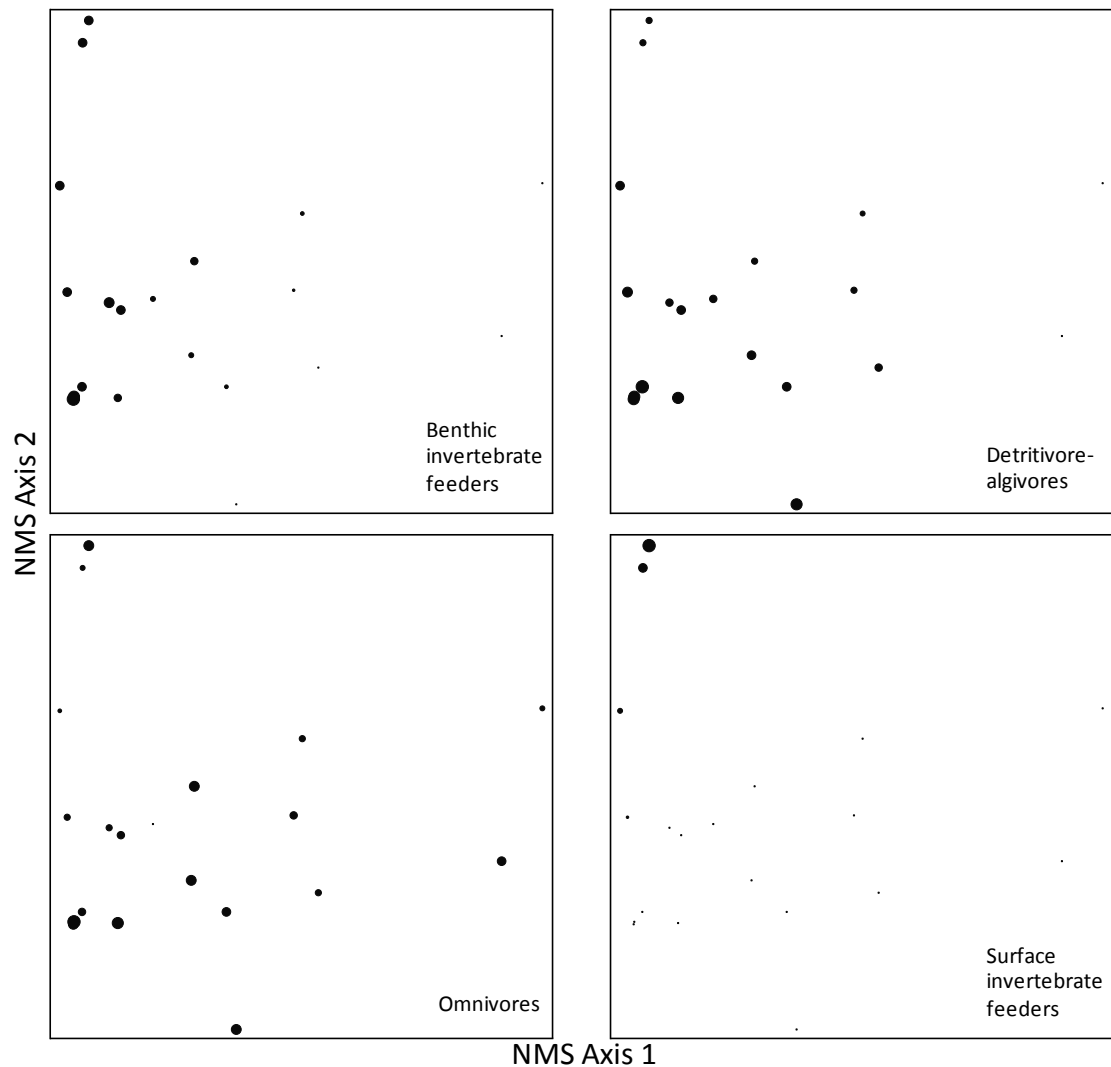 Benthic
invertebrate
feeders
Detritivore-
algivores
NMS Axis 2
Omnivores
Surface
invertebrate
feeders
NMS Axis 1